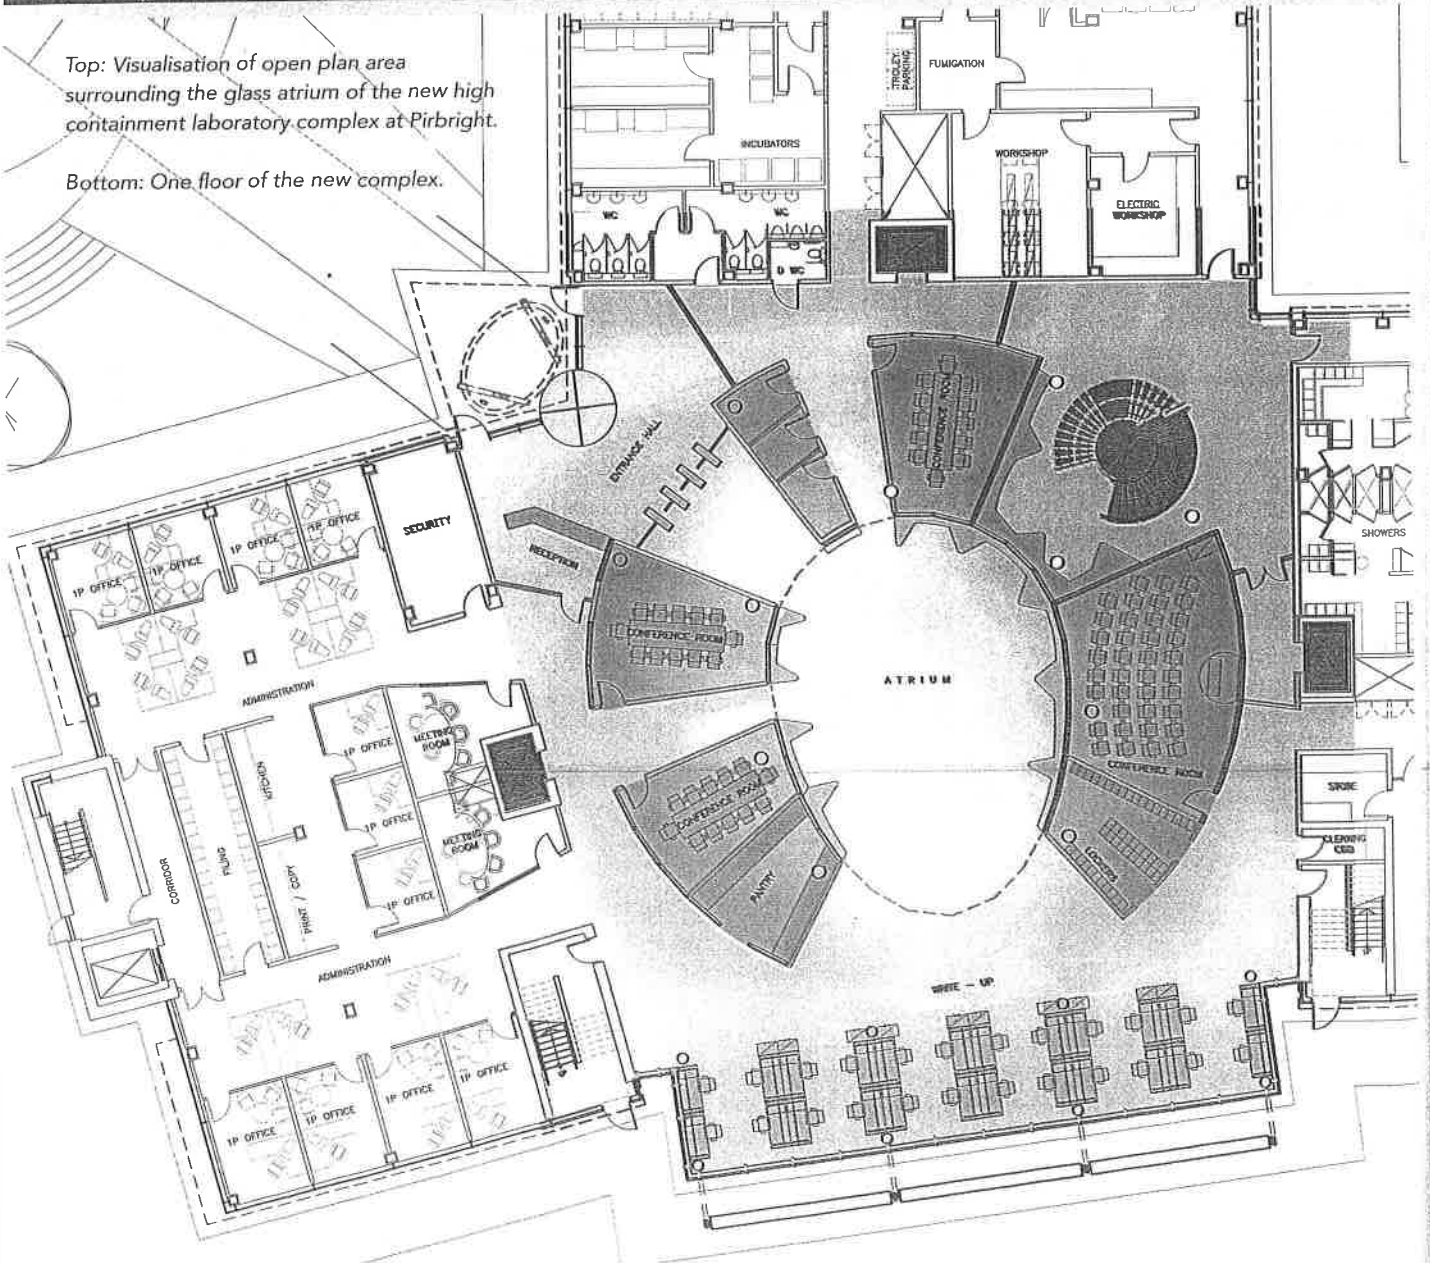 Top: Visualisation of open plan area
surrounding the glass atrium of the new high
containment laboratory complex at Pirbright.
Bottom: One floor of the new complex.
TROLEY
PARKING
FUMIGATION
INCUBATORS
WORKSHOP
ELECTRIC
WORKSHOP
WC
WC
D WC
ENTRANCE HALL
CONFERENCE ROOM
SECURITY
1P OFFICE
1P OFFICE
1P OFFICE
1P OFFICE
RECEPTION
SHOWERS
CONFERENCE ROOM
ATRIUM
ADMINISTRATION
1P OFFICE
MEETING
ROOM
KITCHEN
CONFERENCE ROOM
CONFERENCE ROOM
STORE
1P OFFICE
MEETING
ROOM
CLEANING
CORRIDOR
FILING
PRINT / COPY
1P OFFICE
PANTRY
LOCKERS
ADMINISTRATION
WRITE - UP
1P OFFICE
1P OFFICE
1P OFFICE
1P OFFICE